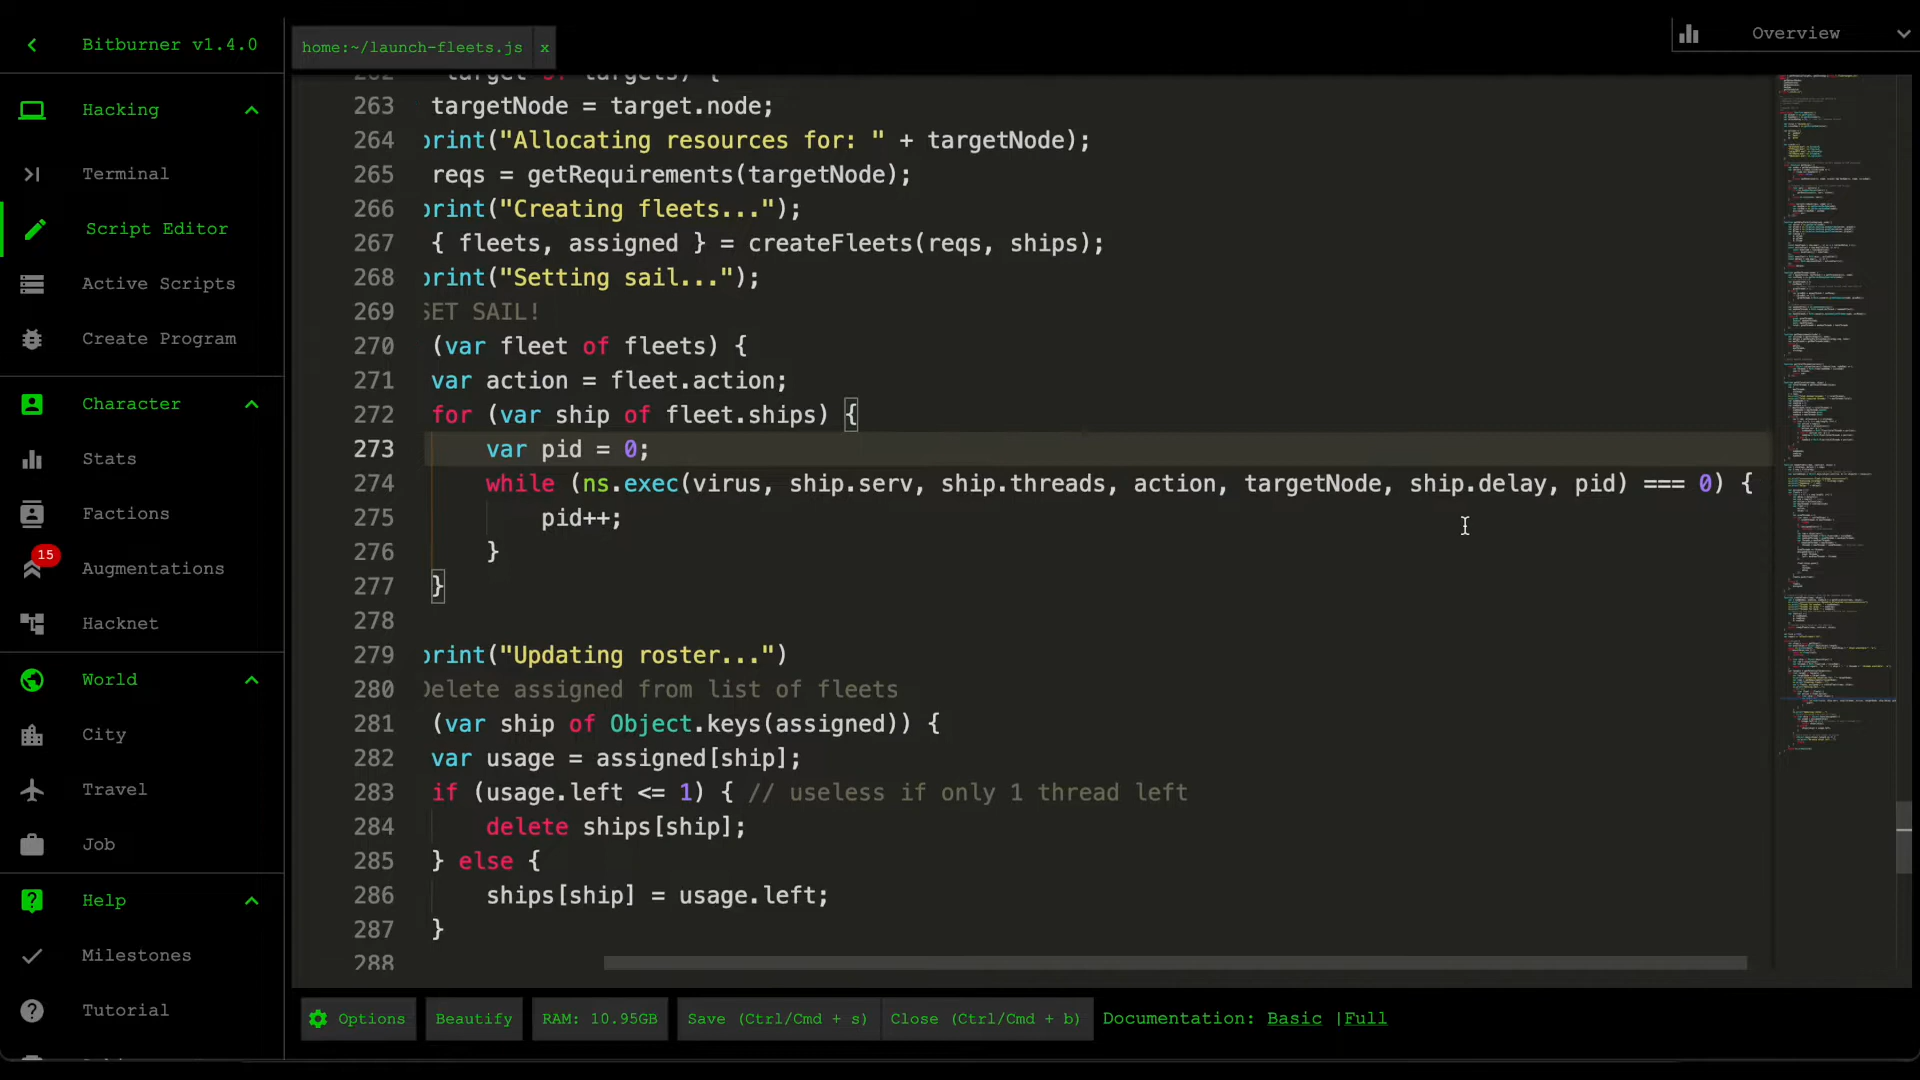 Bitburner v1.4.0
home:~/launch-fleets.js x
Overview
Hacking
Terminal
Script Editor
Active Scripts
Create Program
Character
Stats
Factions
15
Augmentations
Hacknet
World
City
Travel
Job
Help
Milestones
Tutorial
target targets) {
263 targetNode = target.node;
264 print("Allocating resources for: " + targetNode);
265 reqs = getRequirements(targetNode);
266 print("Creating fleets...");
267 { fleets, assigned } = createFleets(reqs, ships);
268 print("Setting sail...");
269 SET SAIL!
270 (var fleet of fleets) {
271 var action = fleet.action;
272 for (var ship of fleet.ships) {
273 var pid = 0;
274 while (ns.exec(virus, ship.serv, ship.threads, action, targetNode, ship.delay, pid) === 0) {
275 pid++;
276 }
277 }
278
279 print("Updating roster...")
280 Delete assigned from list of fleets
281 (var ship of Object.keys(assigned)) {
282 var usage = assigned[ship];
283 if (usage.left <= 1) { // useless if only 1 thread left
284 delete ships[ship];
285 } else {
286 ships[ship] = usage.left;
287 }
288
Options Beautify RAM: 10.95GB Save (Ctrl/Cmd + s) Close (Ctrl/Cmd + b) Documentation: Basic |Full